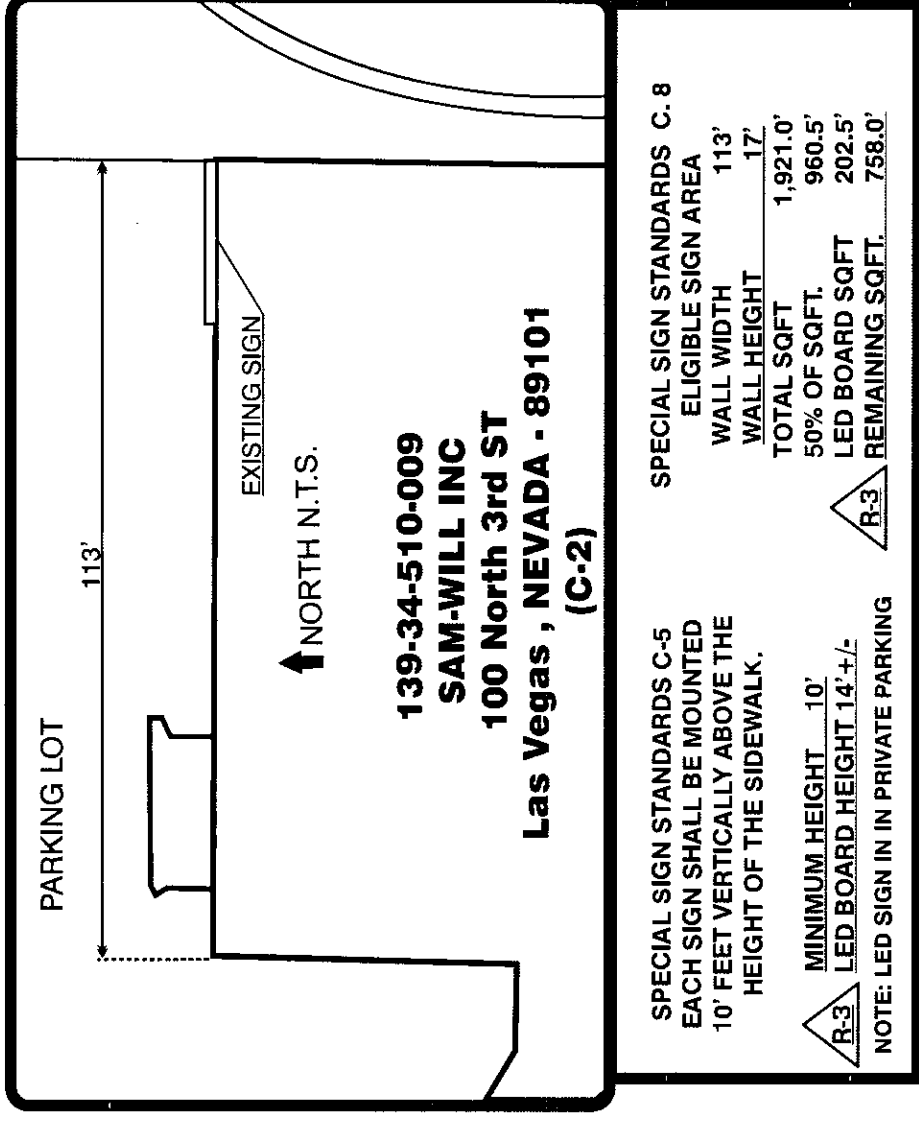 PARKING LOT
113'
EXISTING SIGN
NORTH N.T.S.
139-34-510-009
SAM-WILL INC
100 North 3rd ST
Las Vegas , NEVADA - 89101
(C-2)
SPECIAL SIGN STANDARDS C-5
EACH SIGN SHALL BE MOUNTED
10' FEET VERTICALLY ABOVE THE
HEIGHT OF THE SIDEWALK.
MINIMUM HEIGHT 10'
R-3 LED BOARD HEIGHT 14' +/-
NOTE: LED SIGN IN IN PRIVATE PARKING
SPECIAL SIGN STANDARDS C. 8
ELIGIBLE SIGN AREA
WALL WIDTH 113'
WALL HEIGHT 17'
TOTAL SQFT 1,921.0'
50% OF SQFT. 960.5'
LED BOARD SQFT 202.5'
R-3 REMAINING SQFT. 758.0'